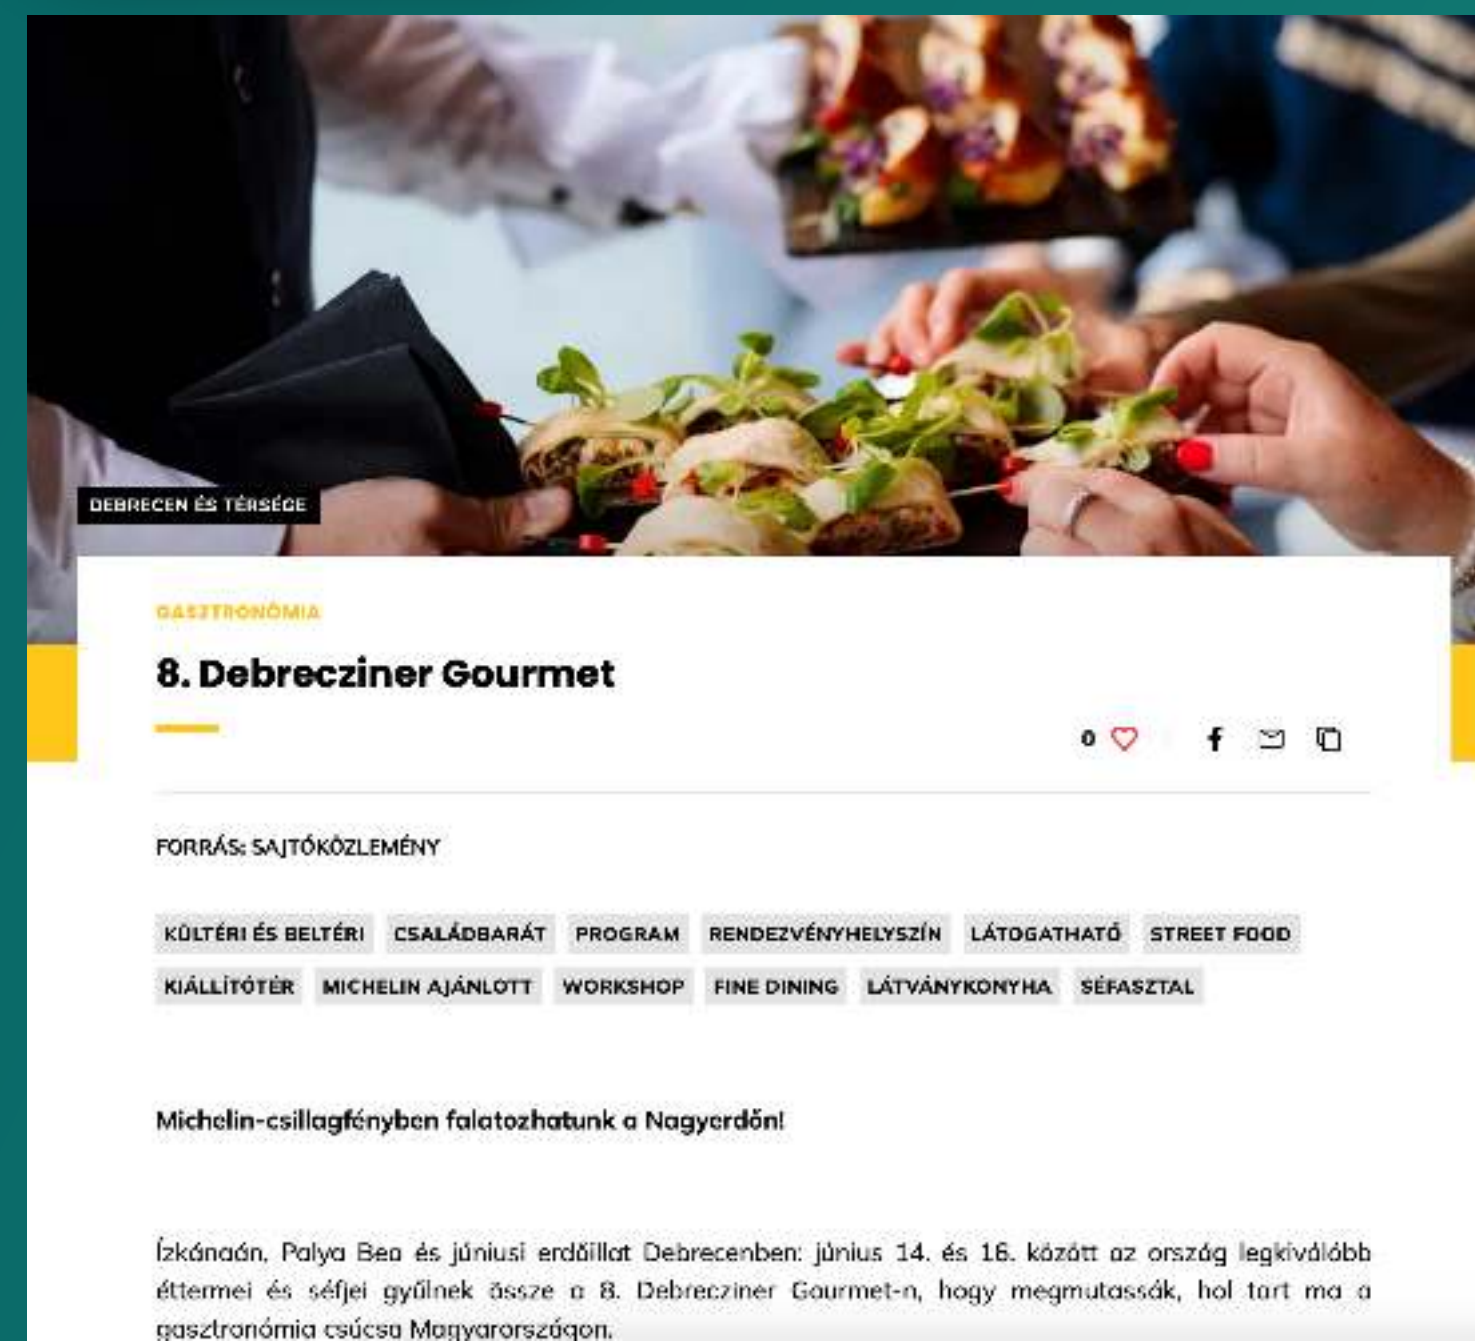 DEBRECEN ÉS TÉRSÉGE
GASZTRONÓMIA
8. Debrecziner Gourmet
0
FORRÁS: SAJTÓKÖZLEMÉNY
KÜLTÉRI ÉS BELTÉRI CSALÁDBARÁT PROGRAM RENDEZVÉNYHELYSZÍN LÁTOGATHATÓ STREET FOOD
KIÁLLÍTÓTÉR MICHELIN AJÁNLOTT WORKSHOP FINE DINING LÁTVÁNYKONYHA SÉFASZTAL
Michelin-csillagfényben falatozhatunk a Nagyerdőn!
Ízkánaán, Palya Bea és júniusi erdőillat Debrecenben: június 14. és 16. között az ország legkiválóbb
éttermei és séfjei gyűlnek össze a 8. Debrecziner Gourmet-n, hogy megmutassák, hol tart ma a
gasztronómia csúcsa Magyarországon.